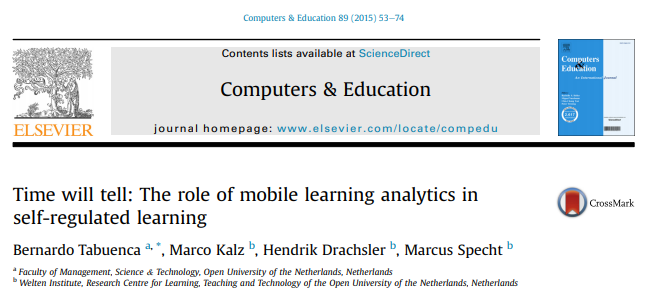 Computers & Education 89 (2015) 53–74
Contents lists available at ScienceDirect
Computers & Education
journal homepage: www.elsevier.com/locate/compedu
ELSEVIER
Computers
Education
Time will tell: The role of mobile learning analytics in
self-regulated learning
CrossMark
Bernardo Tabuenca a, *, Marco Kalz b, Hendrik Drachsler b, Marcus Specht b
a Faculty of Management, Science & Technology, Open University of the Netherlands, Netherlands
b Welten Institute, Research Centre for Learning, Teaching and Technology of the Open University of the Netherlands, Netherlands